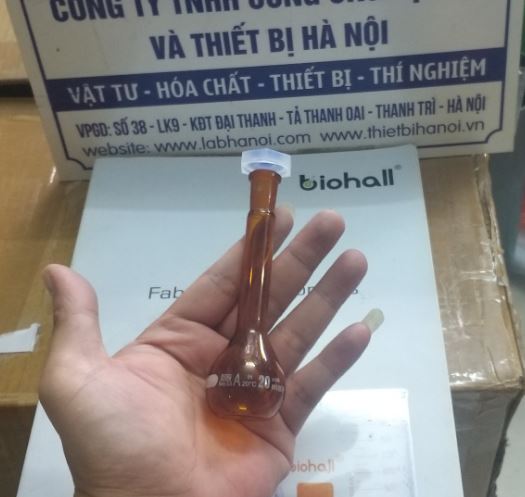 CÔNG TY TNHH CÔNG
VÀ THIẾT BỊ HÀ NỘI
VẬT TƯ - HÓA CHẤT - THIẾT BỊ - THÍ NGHIỆM
VPGD: SỐ 38 - LK9 - KĐT ĐẠI THANH - TẢ THANH OAI - THANH TRÌ - HÀ NỘI
website: www.labhanoi.com www.thietbihanoi.vn
biohall®
Fab
A 20°C 20
biohall